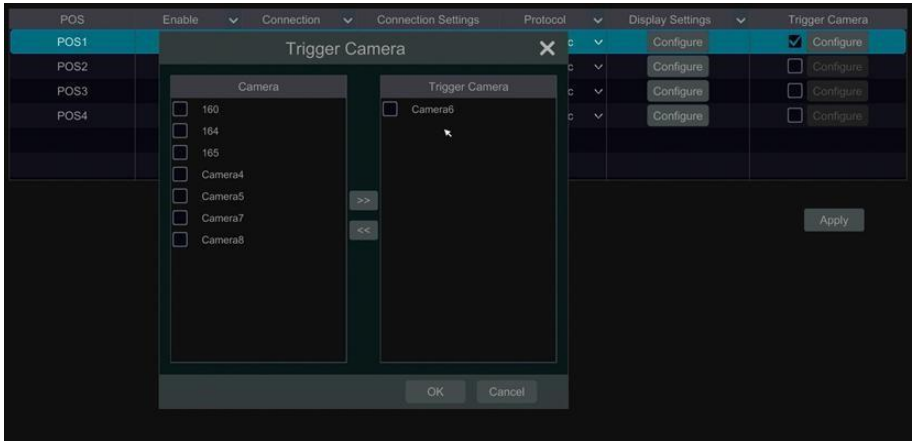 POS Enable Connection Connection Settings Protocol Display Settings Trigger Camera
POS1 c Configure Configure
Trigger Camera
POS2 c Configure Configure
POS3 c Configure Configure
POS4 c Configure Configure
Camera Trigger Camera
160 Camera6
164
165
Camera4
Camera5
>>
Camera7
<<
Camera8
Apply
OK Cancel